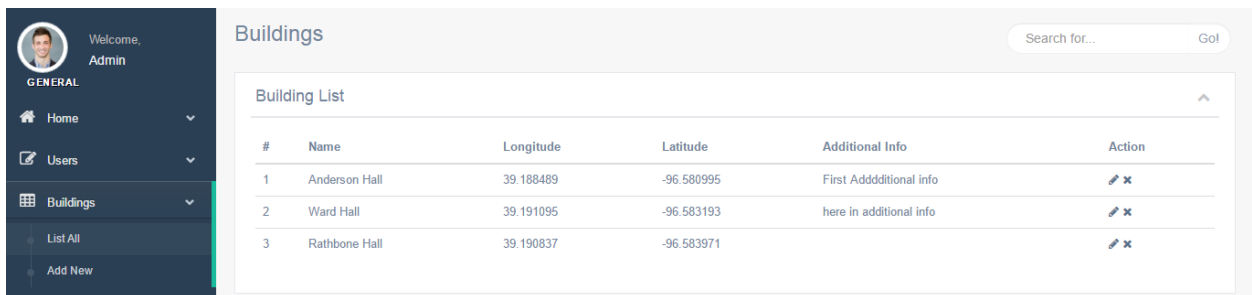 Welcome,
Admin
GENERAL
Home
Users
Buildings
List All
Add New
Buildings
Search for... Go!
Building List
# Name Longitude Latitude Additional Info Action
1 Anderson Hall 39.188489 -96.580995 First Adddditional info
2 Ward Hall 39.191095 -96.583193 here in additional info
3 Rathbone Hall 39.190837 -96.583971